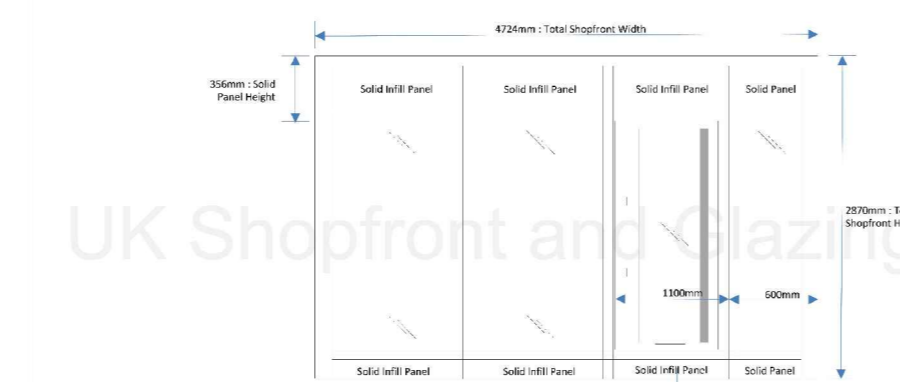 4724mm : Total Shopfront Width
356mm : Solid
Panel Height
Solid Infill Panel
Solid Infill Panel
Solid Infill Panel
Solid Panel
2870mm : T
Shopfront H
UK Shopfront and Glazing
1100mm
600mm
Solid Infill Panel
Solid Infill Panel
Solid Infill Panel
Solid Panel